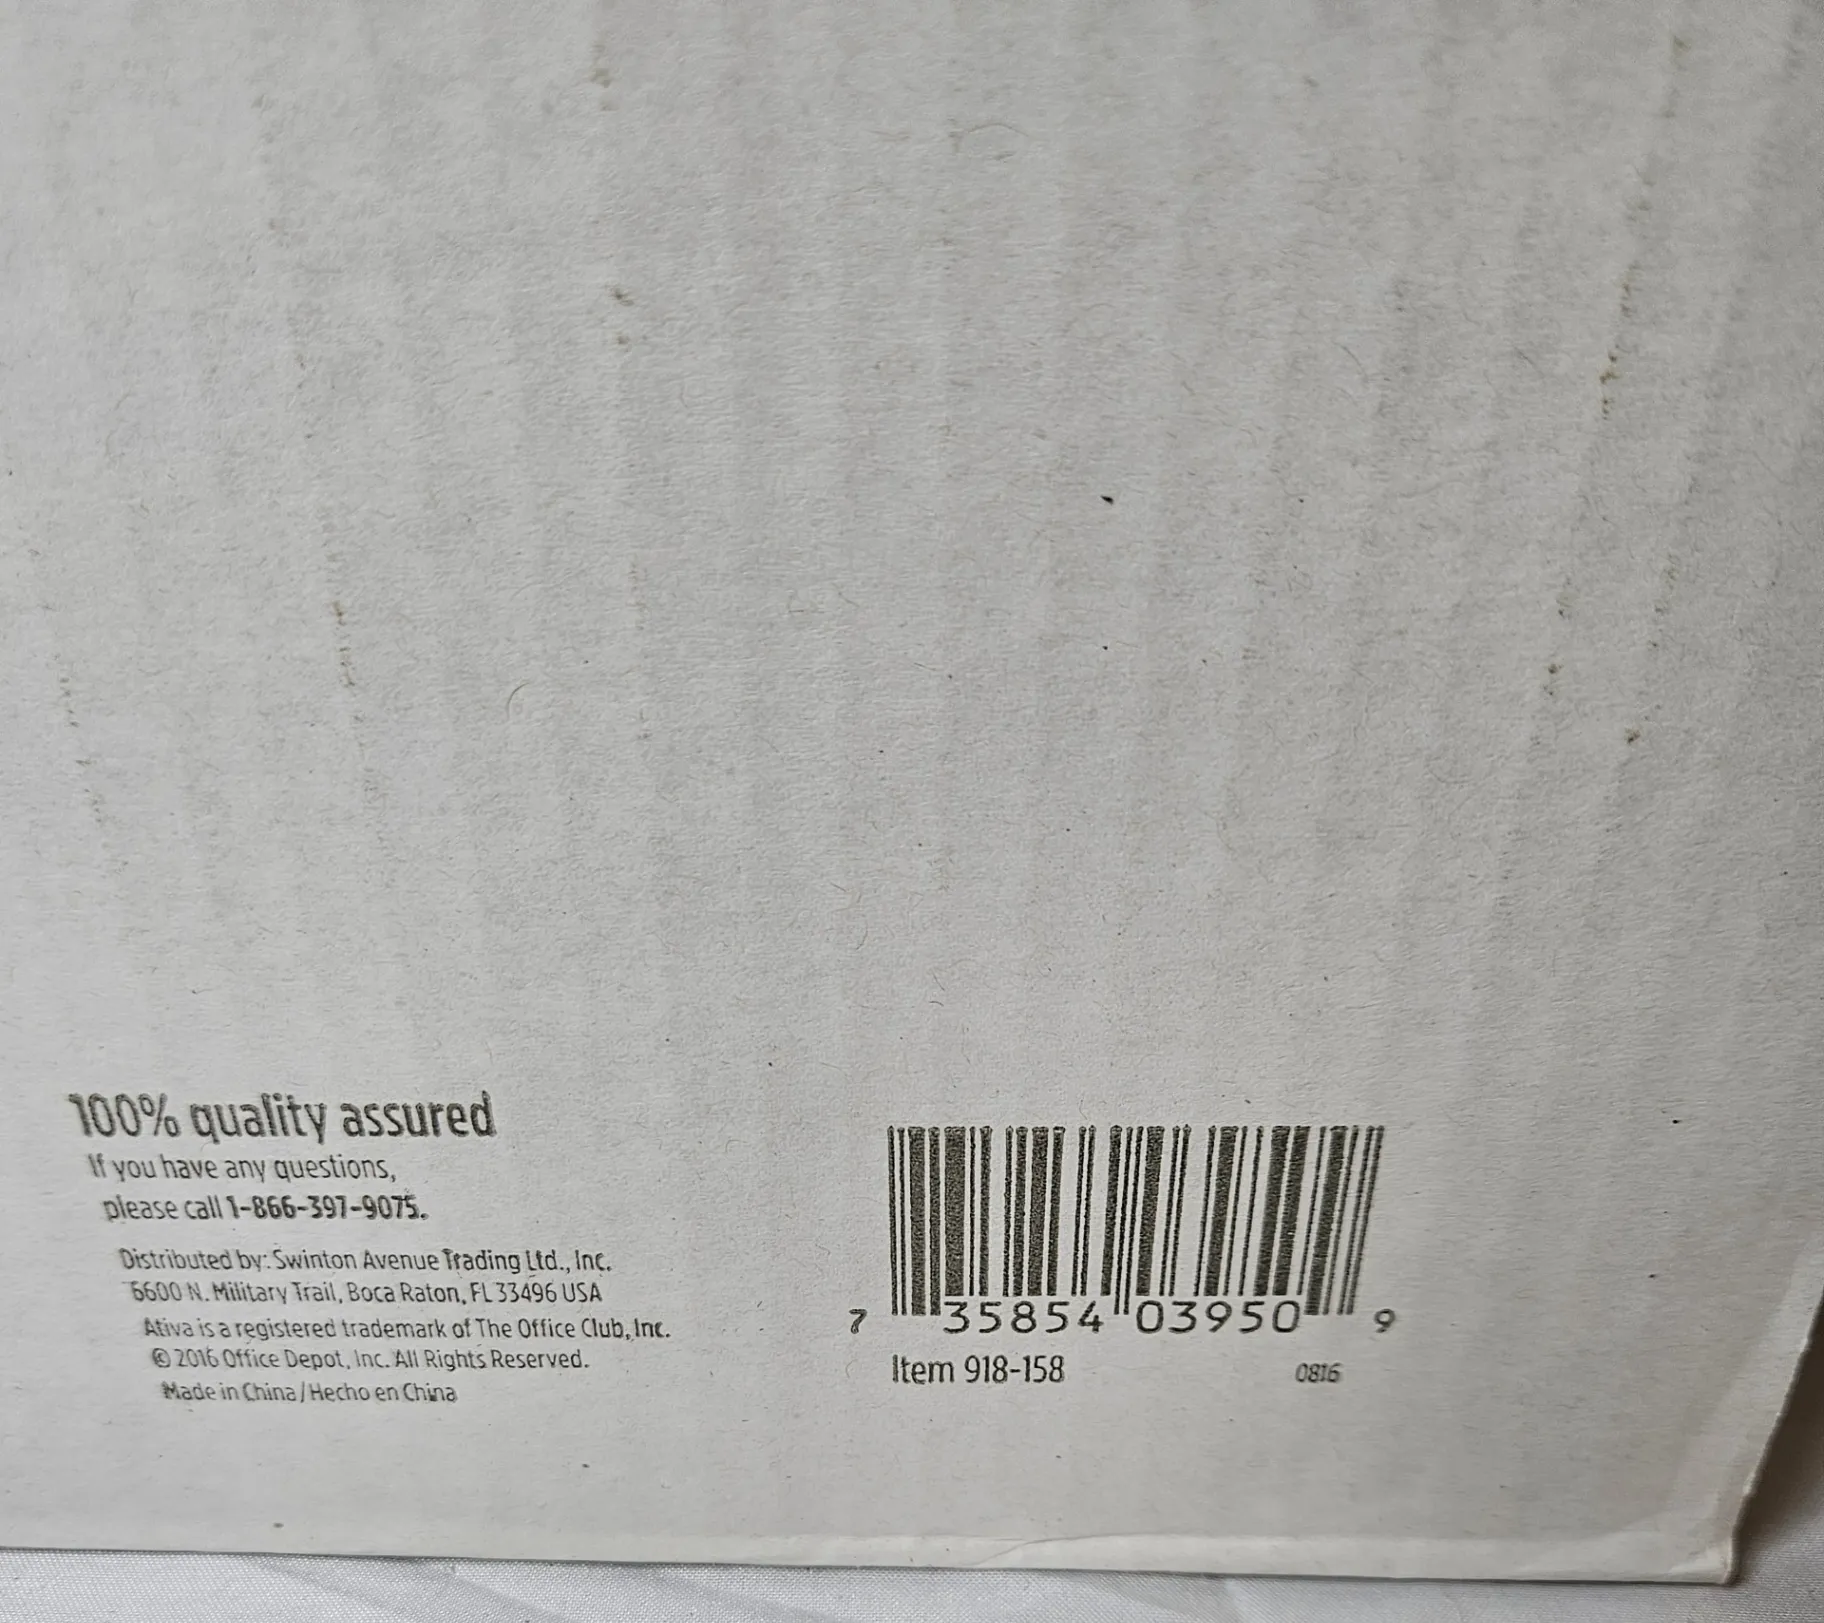 100% quality assured
If you have any questions,
please call 1-866-397-9075.
Distributed by: Swinton Avenue Trading Ltd., Inc.
6600 N. Military Trail, Boca Raton, FL 33496 USA
Ativa is a registered trademark of The Office Club, Inc.
© 2016 Office Depot, Inc. All Rights Reserved.
Made in China / Hecho en China
7 35854 03950 9
Item 918-158 0816